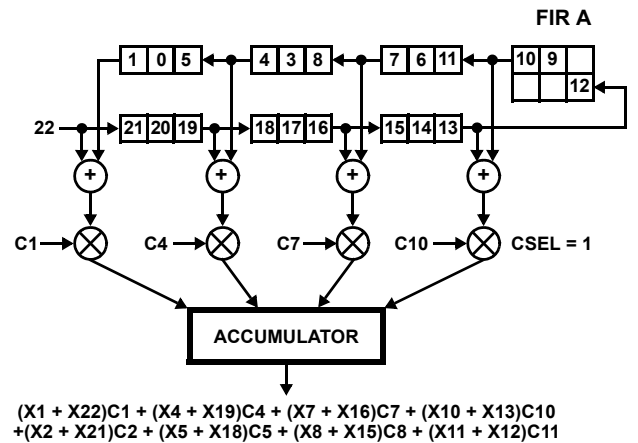 FIR A
1 0 5 4 3 8 7 6 11 10 9
12
22 21 20 19 18 17 16 15 14 13
+ + + +
C1 C4 C7 C10 CSEL = 1
ACCUMULATOR
(X1 + X22)C1 + (X4 + X19)C4 + (X7 + X16)C7 + (X10 + X13)C10
+(X2 + X21)C2 + (X5 + X18)C5 + (X8 + X15)C8 + (X11 + X12)C11